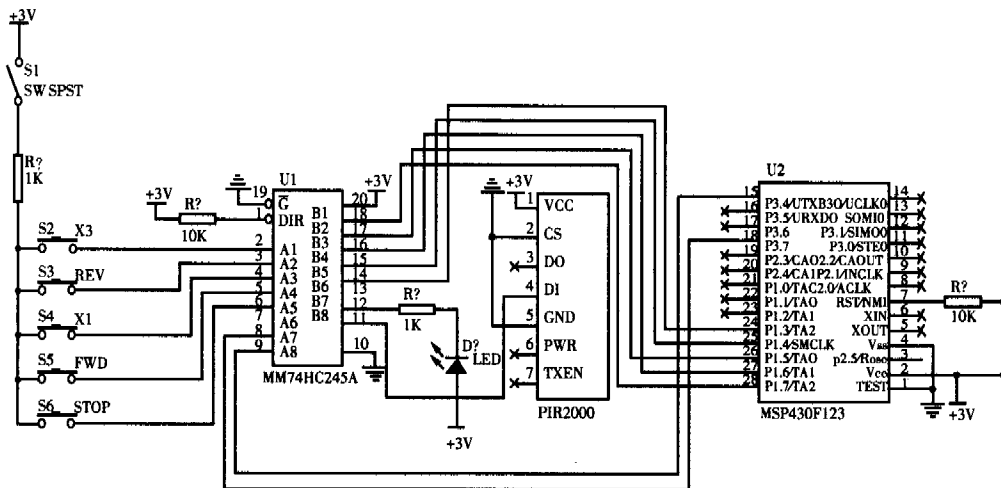 +3V
S1
SW SPST
R?
1K
S2
X3
S3
REV
S4
X1
S5
FWD
S6
STOP
+3V
R?
10K
U1
19
1
2
3
4
5
6
7
8
9
G
DIR
A1
A2
A3
A4
A5
A6
A7
A8
B1
B2
B3
B4
B5
B6
B7
B8
20
18
17
16
15
14
13
12
11
10
MM74HC245A
+3V
R?
1K
D?
LED
+3V
1
2
3
4
5
6
7
VCC
CS
DO
DI
GND
PWR
TXEN
PIR2000
U2
15
16
17
18
19
20
21
22
23
24
25
26
27
28
P3.4/UTXB3O/UCLK0
P3.5/URXDO SOMI0
P3.6 P3.1/SIMO00
P3.7 P3.0/STE0
P2.3/CAO2.2/CAOUT
P2.4/CA1P2.1/INCLK
P1.0/TAC2.0/ACLK
P1.1/TAO RST/NMI
P1.2/TA1 XIN
P1.3/TA2 XOUT
P1.4/SMCLK Vss
P1.5/TAO p2.5/Rosc
P1.6/TA1 Vcc
P1.7/TA2 TEST
14
13
12
11
10
9
8
7
6
5
4
3
2
1
MSP430F123
R?
10K
+3V